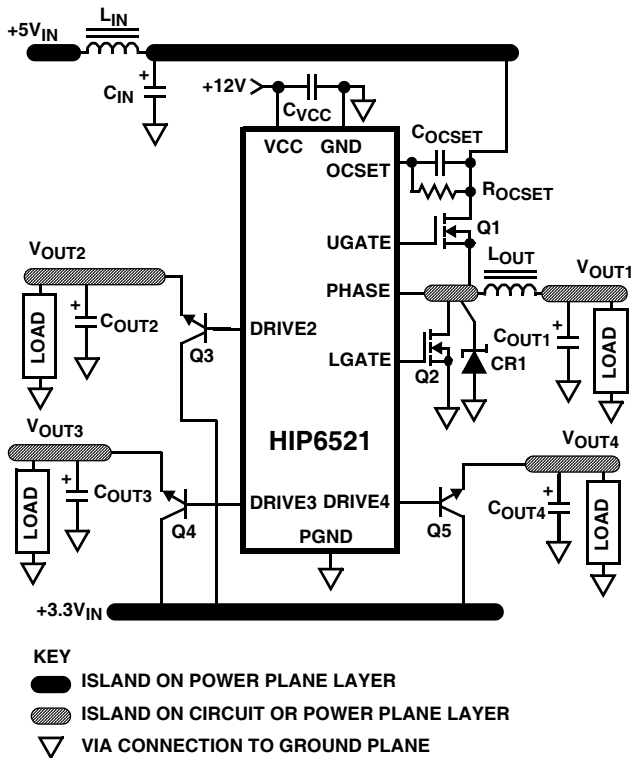 +5VIN
LIN
CIN
+
+12V
CVCC
VCC GND
OCSET
COCSET
ROCSET
UGATE
Q1
PHASE
LOUT
VOUT1
LGATE
Q2
CR1
COUT1
+
LOAD
VOUT2
LOAD
+
COUT2
Q3
DRIVE2
HIP6521
VOUT3
LOAD
+
COUT3
Q4
DRIVE3 DRIVE4
Q5
VOUT4
COUT4
+
LOAD
PGND
+3.3VIN
KEY
ISLAND ON POWER PLANE LAYER
ISLAND ON CIRCUIT OR POWER PLANE LAYER
VIA CONNECTION TO GROUND PLANE